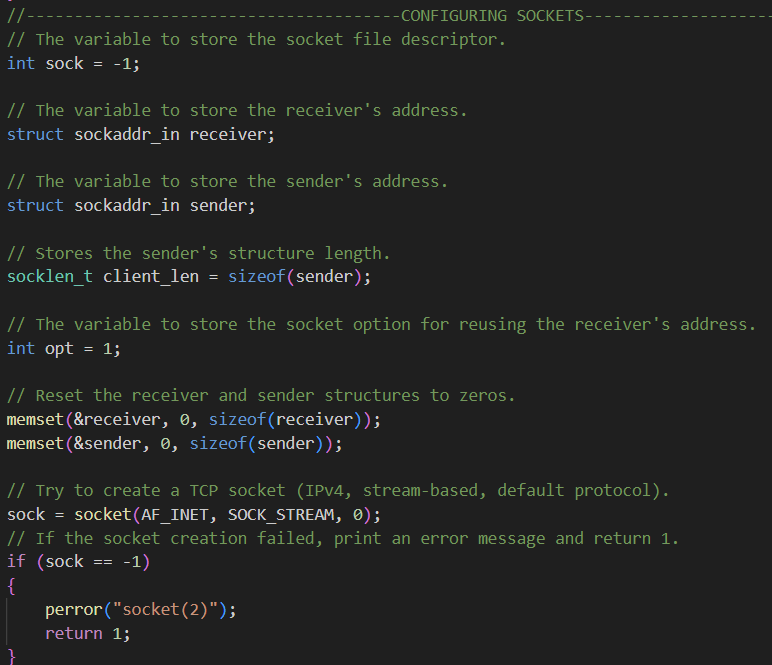 //---------------------------------------CONFIGURING SOCKETS--------------------
// The variable to store the socket file descriptor.
int sock = -1;
// The variable to store the receiver's address.
struct sockaddr_in receiver;
// The variable to store the sender's address.
struct sockaddr_in sender;
// Stores the sender's structure length.
socklen_t client_len = sizeof(sender);
// The variable to store the socket option for reusing the receiver's address.
int opt = 1;
// Reset the receiver and sender structures to zeros.
memset(&receiver, 0, sizeof(receiver));
memset(&sender, 0, sizeof(sender));
// Try to create a TCP socket (IPv4, stream-based, default protocol).
sock = socket(AF_INET, SOCK_STREAM, 0);
// If the socket creation failed, print an error message and return 1.
if (sock == -1)
{
    perror("socket(2)");
    return 1;
}